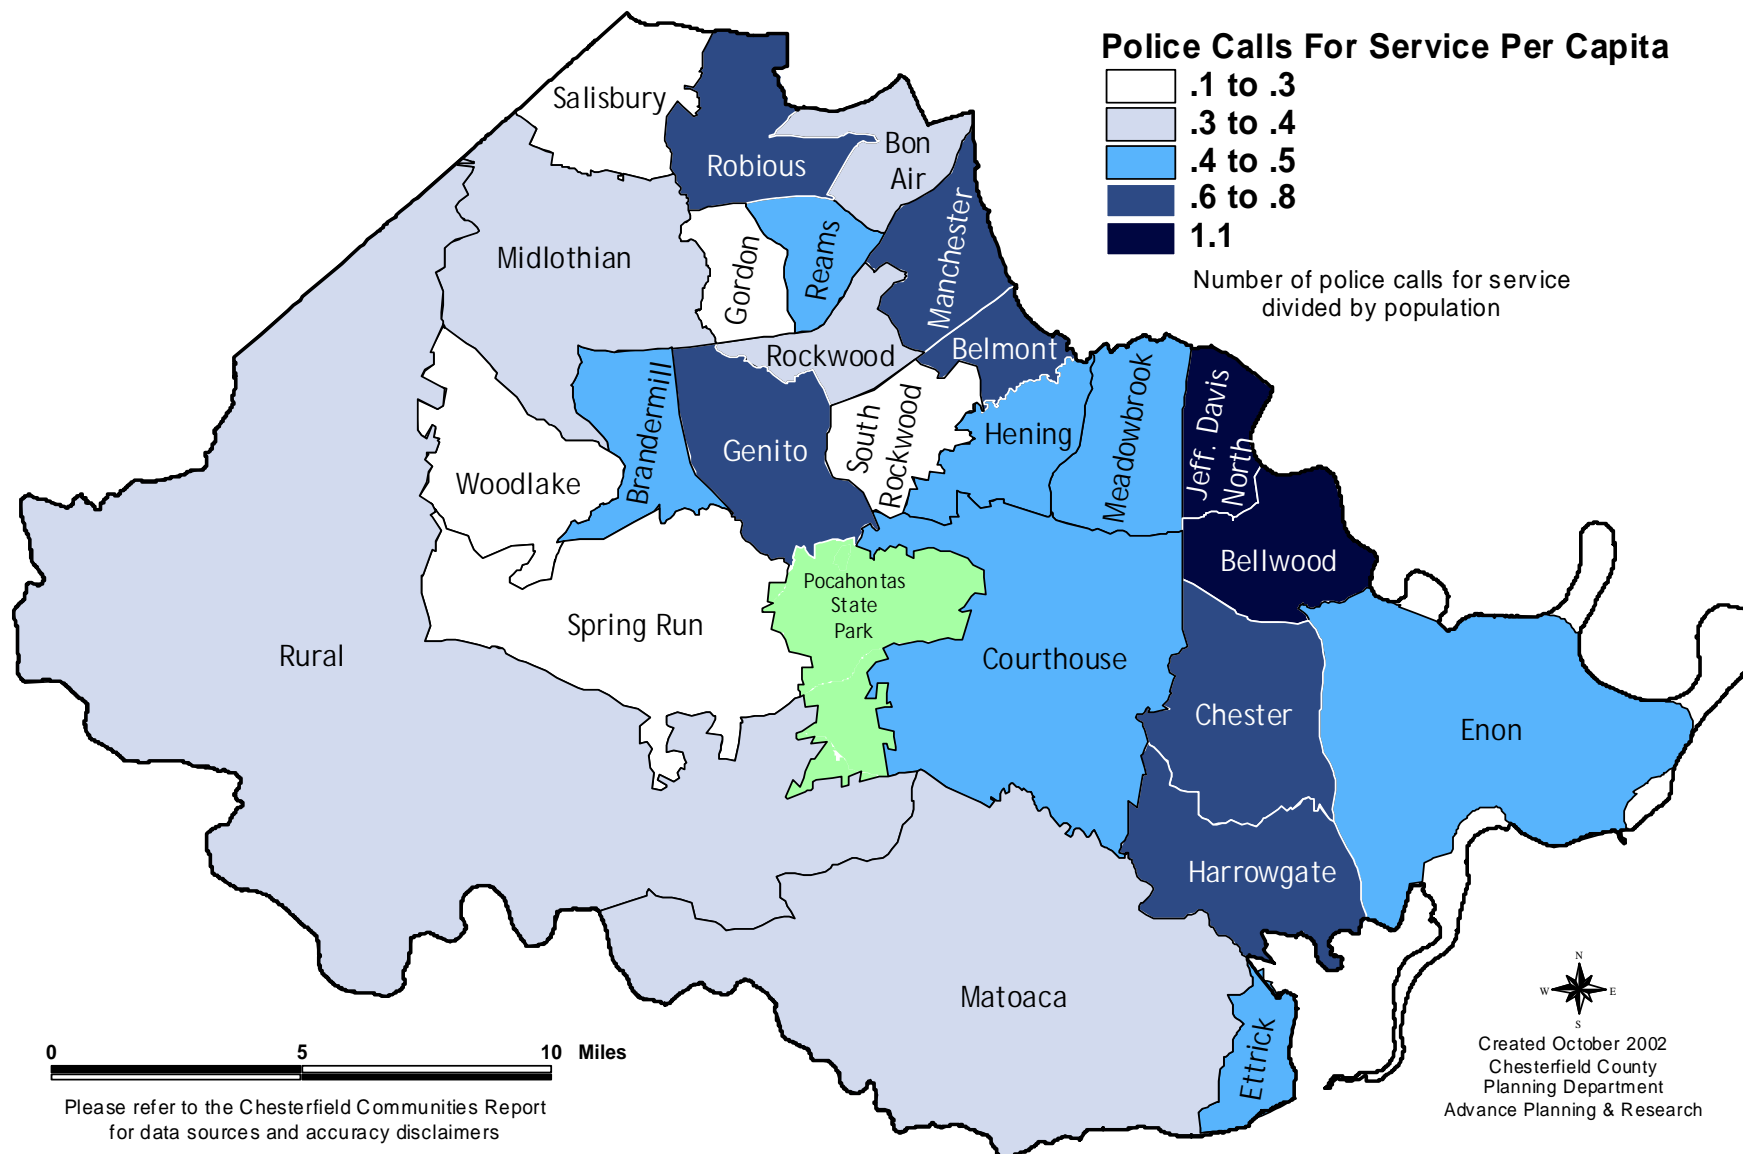 Police Calls For Service Per Capita
.1 to .3
.3 to .4
.4 to .5
.6 to .8
1.1
Number of police calls for service
divided by population
Salisbury
Robious
Bon
Air
Midlothian
Gordon
Reams
Manchester
Rockwood
Belmont
Brandermill
Genito
South
Rockwood
Hening
Meadowbrook
Jeff. Davis
North
Woodlake
Bellwood
Pocahontas
State
Park
Spring Run
Rural
Courthouse
Chester
Enon
Harrowgate
Matoaca
Ettrick
N
W
E
S
0
5
10
Miles
Please refer to the Chesterfield Communities Report
for data sources and accuracy disclaimers
Created October 2002
Chesterfield County
Planning Department
Advance Planning & Research